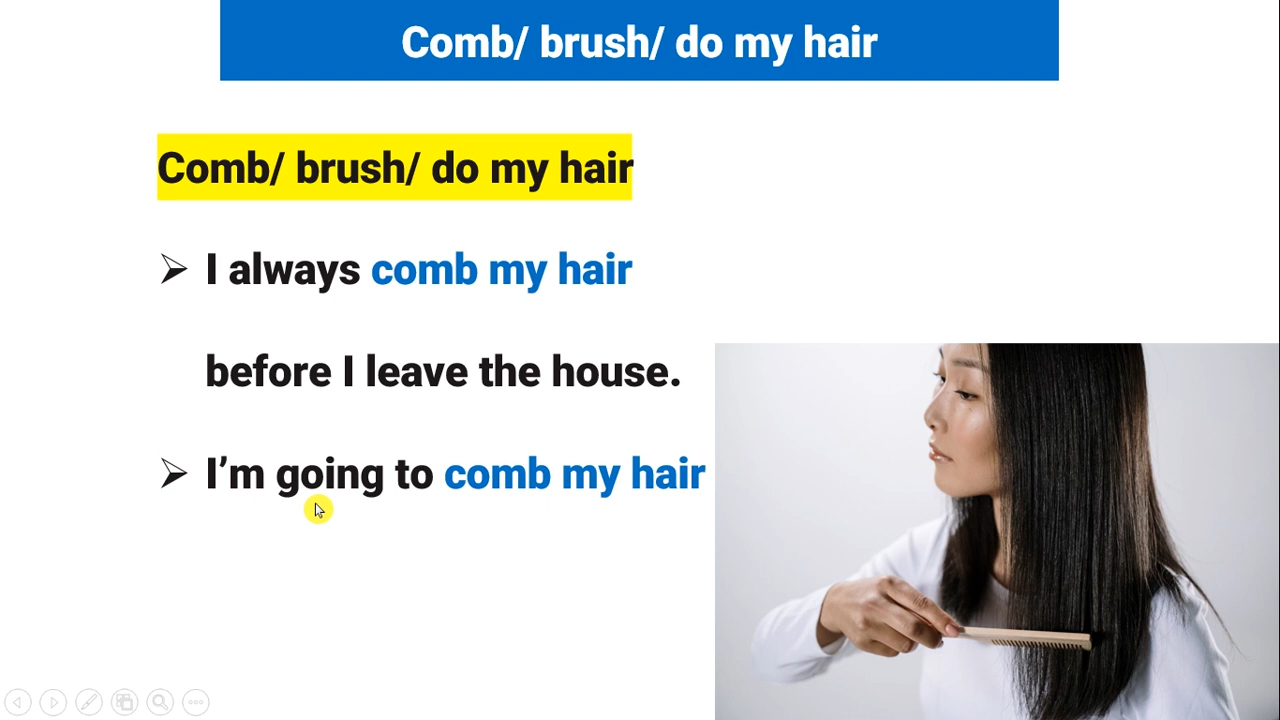 Comb/ brush/ do my hair
Comb/ brush/ do my hair
➢ I always comb my hair
before I leave the house.
➢ I’m going to comb my hair